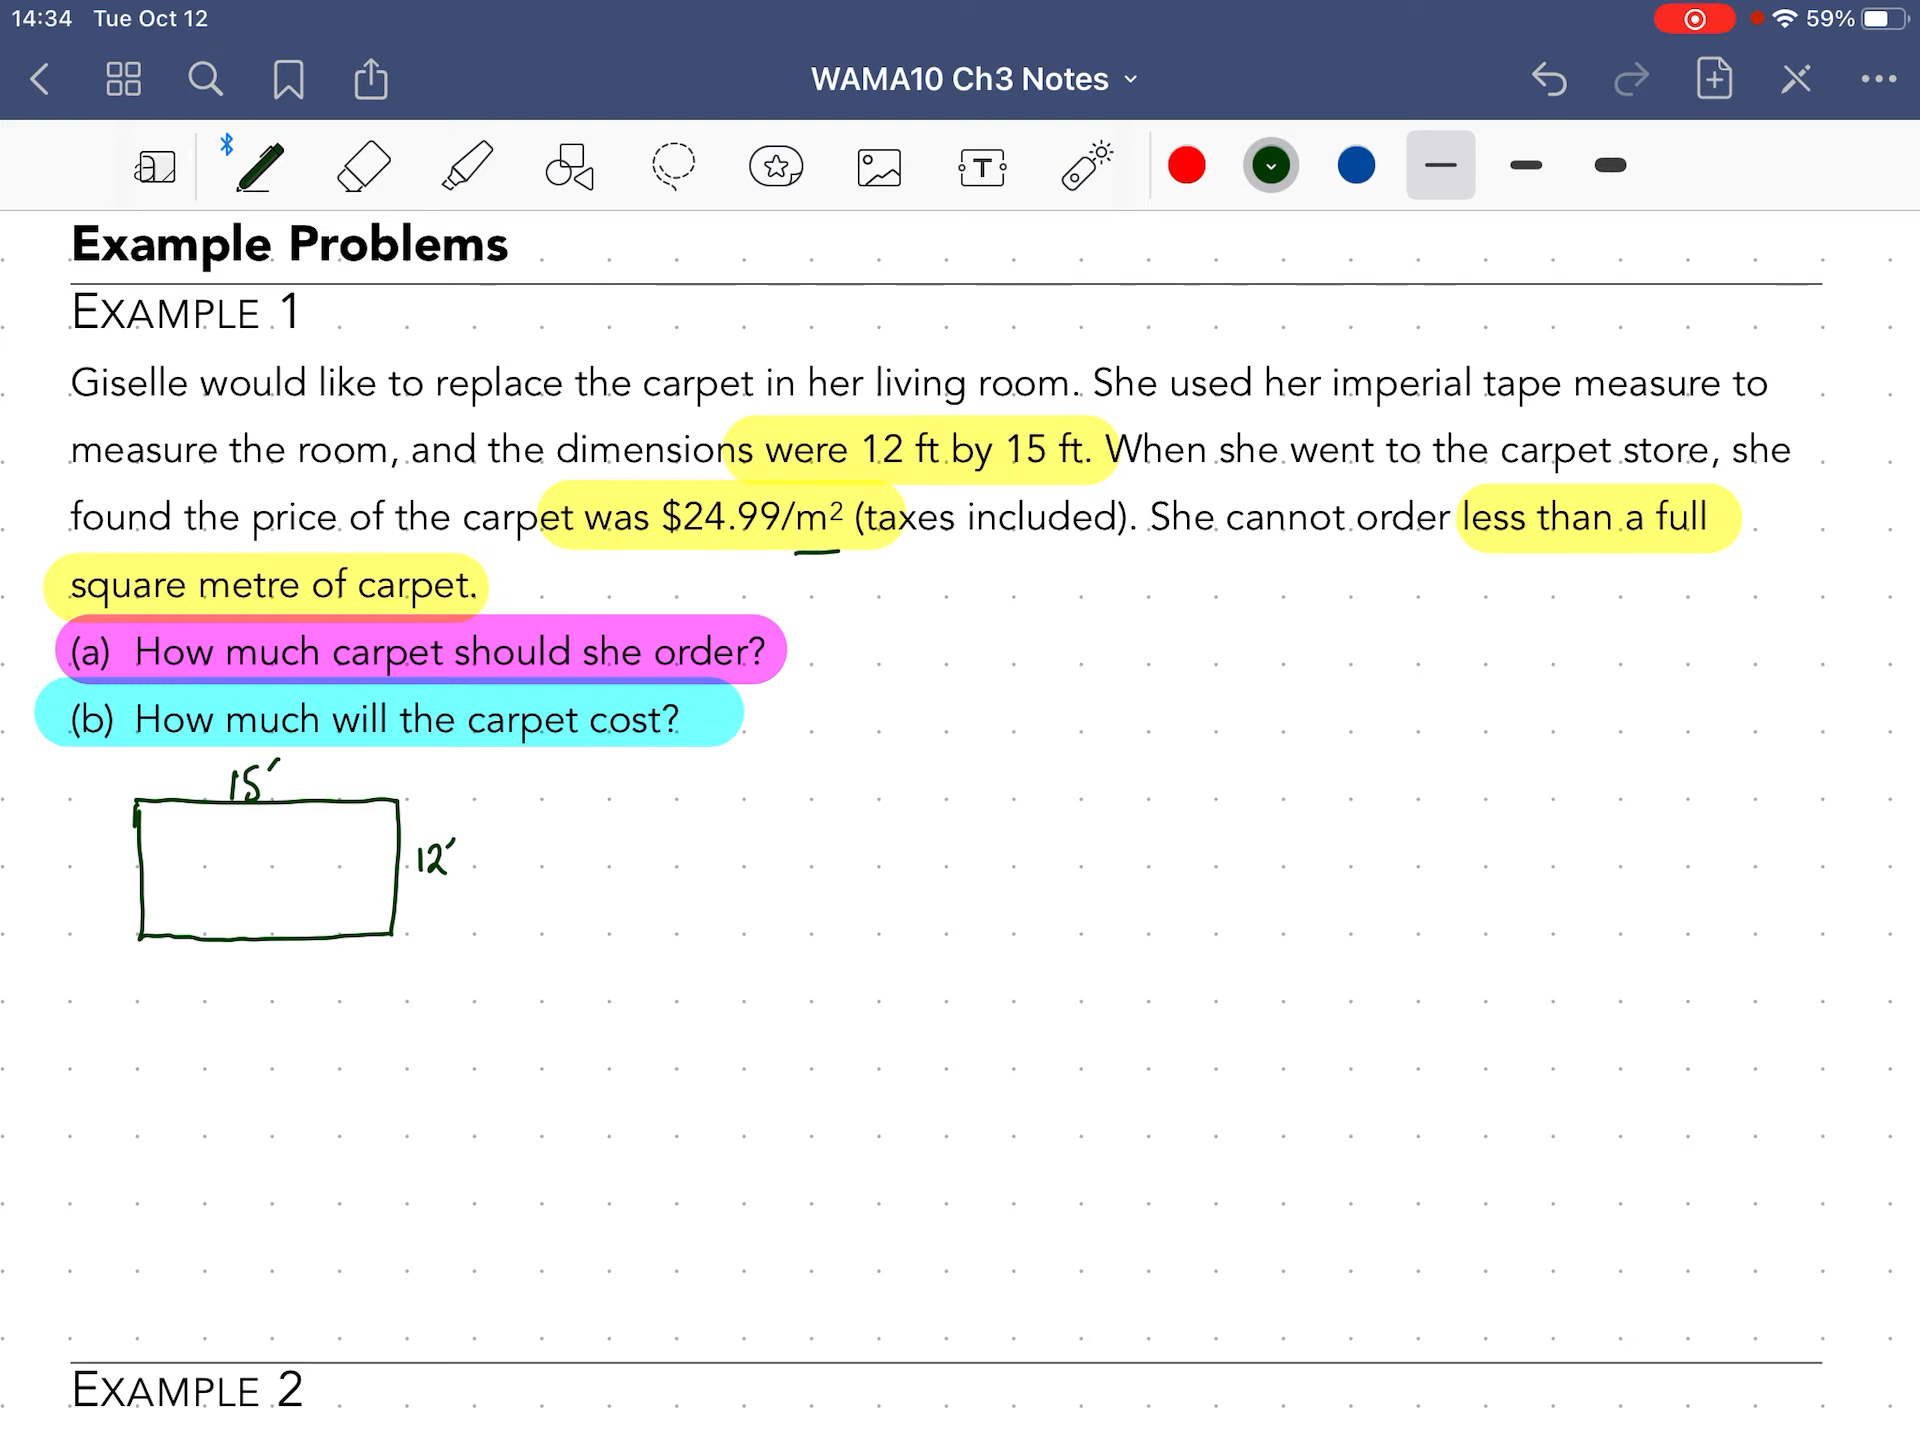 14:34 Tue Oct 12 59%
WAMA10 Ch3 Notes
Example Problems
EXAMPLE 1
Giselle would like to replace the carpet in her living room. She used her imperial tape measure to
measure the room, and the dimensions were 12 ft by 15 ft. When she went to the carpet store, she
found the price of the carpet was $24.99/m² (taxes included). She cannot order less than a full
square metre of carpet.
(a) How much carpet should she order?
(b) How much will the carpet cost?
15′
12′
EXAMPLE 2